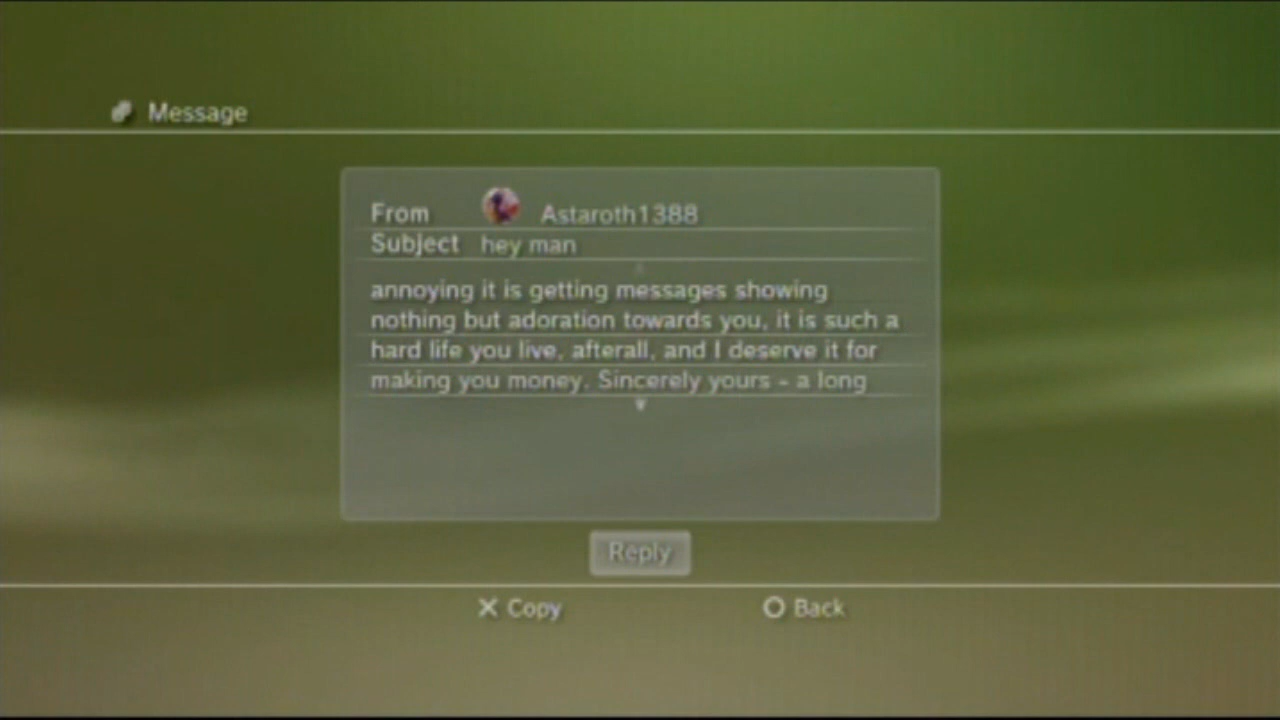 Message
From Astaroth1388
Subject hey man
annoying it is getting messages showing
nothing but adoration towards you, it is such a
hard life you live, afterall, and I deserve it for
making you money. Sincerely yours - a long
Reply
Copy Back